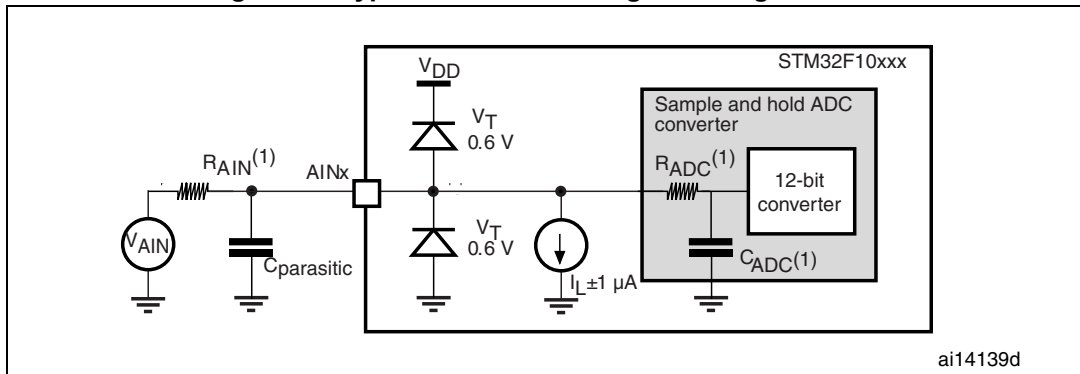 STM32F10xxx
VDD
Sample and hold ADC
converter
VT
0.6 V
RAIN(1)
AINx
RADC(1)
12-bit
converter
VAIN
Cparasitic
VT
0.6 V
IL±1 µA
CADC(1)
ai14139d